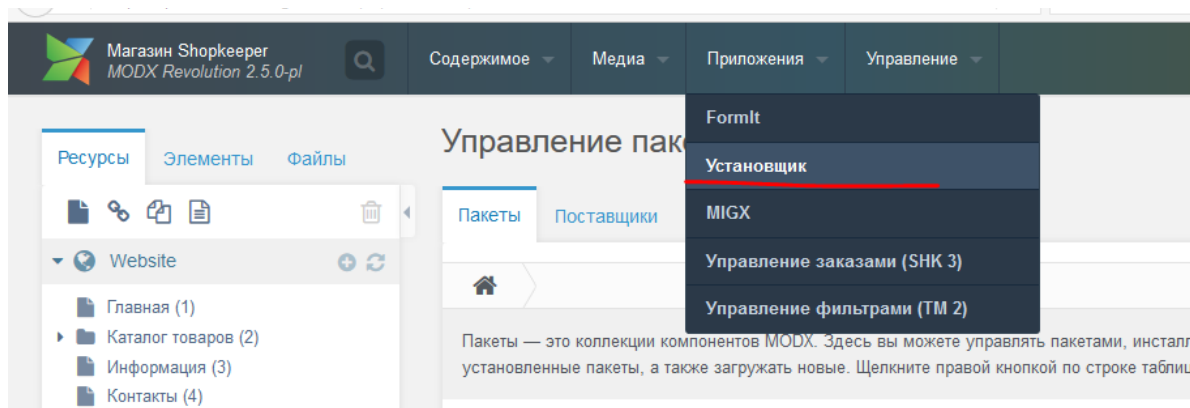 Магазин Shopkeeper
MODX Revolution 2.5.0-pl
Содержимое
Медиа
Приложения
Управление
FormIt
Установщик
MIGX
Управление заказами (SHK 3)
Управление фильтрами (TM 2)
Ресурсы
Элементы
Файлы
Website
Главная (1)
Каталог товаров (2)
Информация (3)
Контакты (4)
Управление пак
Пакеты
Поставщики
Пакеты — это коллекции компонентов MODX. Здесь вы можете управлять пакетами, инсталл
установленные пакеты, а также загружать новые. Щелкните правой кнопкой по строке таблиц